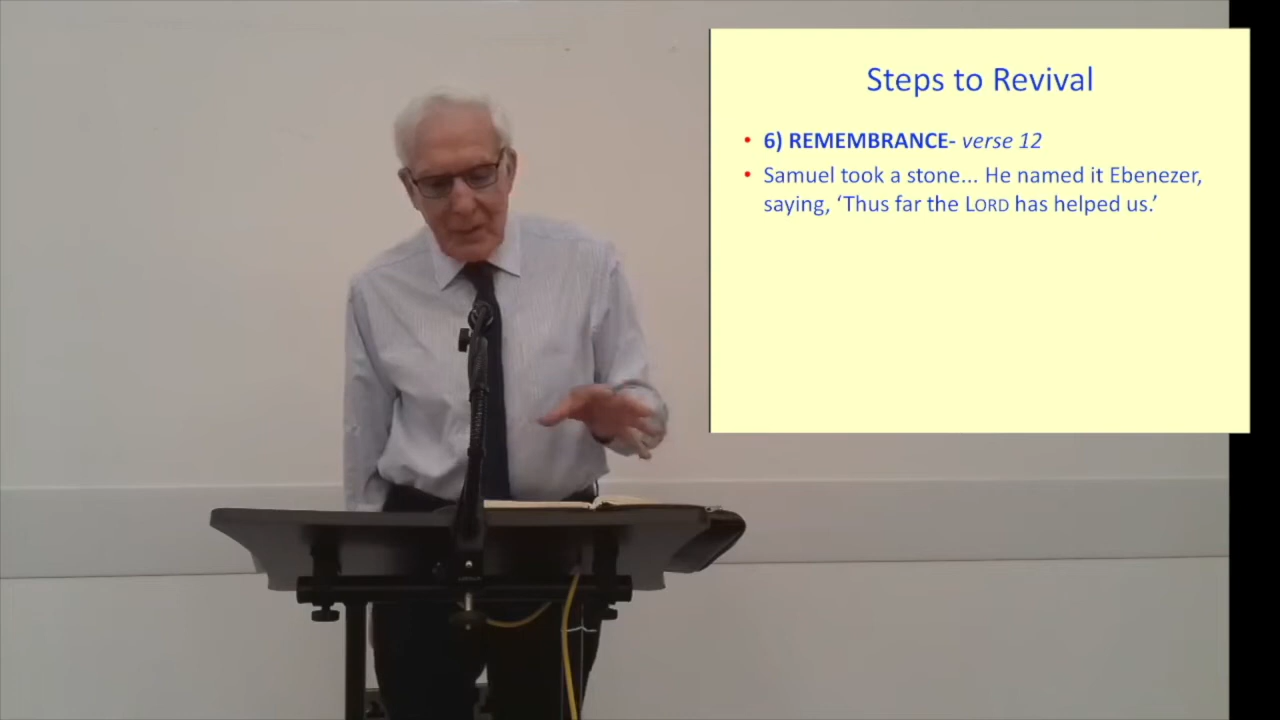 Steps to Revival
• 6) REMEMBRANCE- verse 12
• Samuel took a stone... He named it Ebenezer,
saying, ‘Thus far the LORD has helped us.’